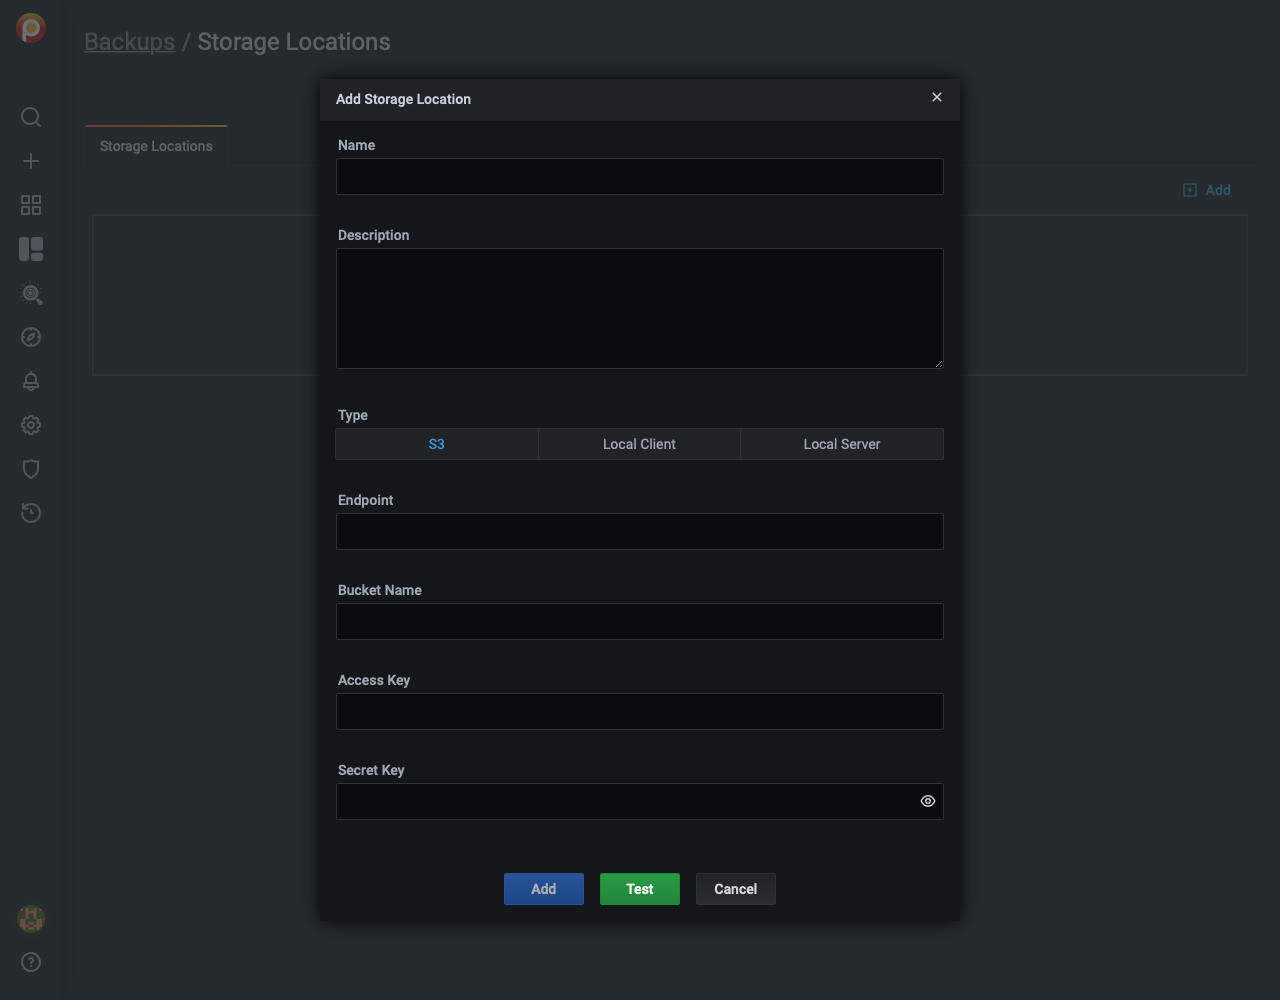 Backups / Storage Locations
Add Storage Location
Storage Locations
Add
Name
Description
Type
S3 Local Client Local Server
Endpoint
Bucket Name
Access Key
Secret Key
Add Test Cancel